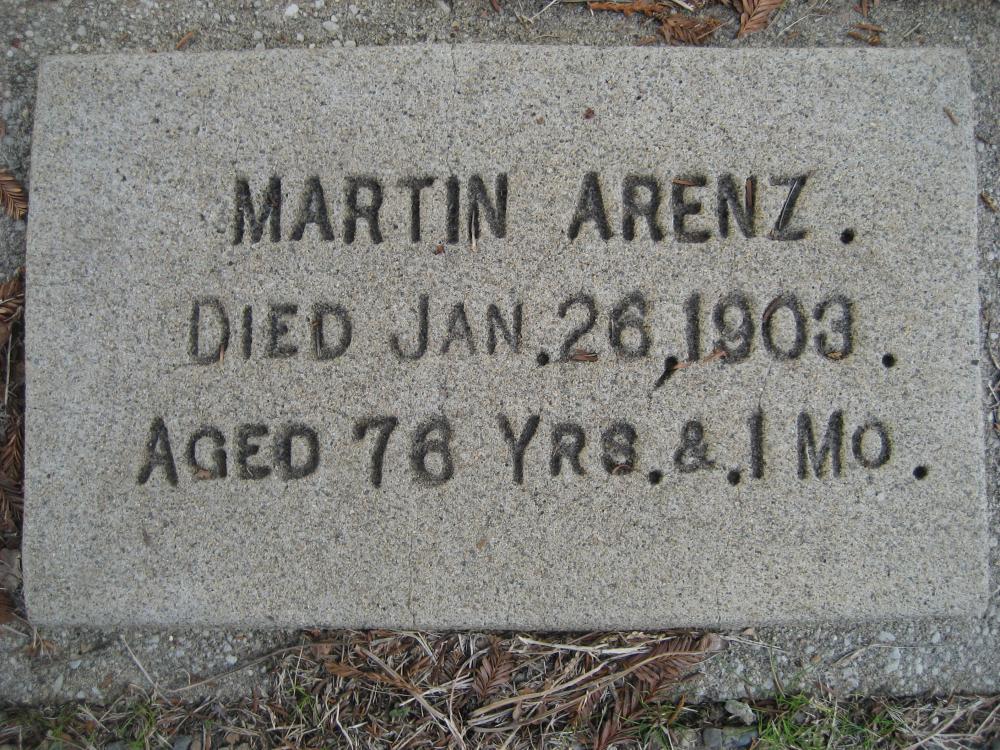 MARTIN ARENZ.
DIED JAN. 26, 1903.
AGED 76 YRS. &. 1 MO.